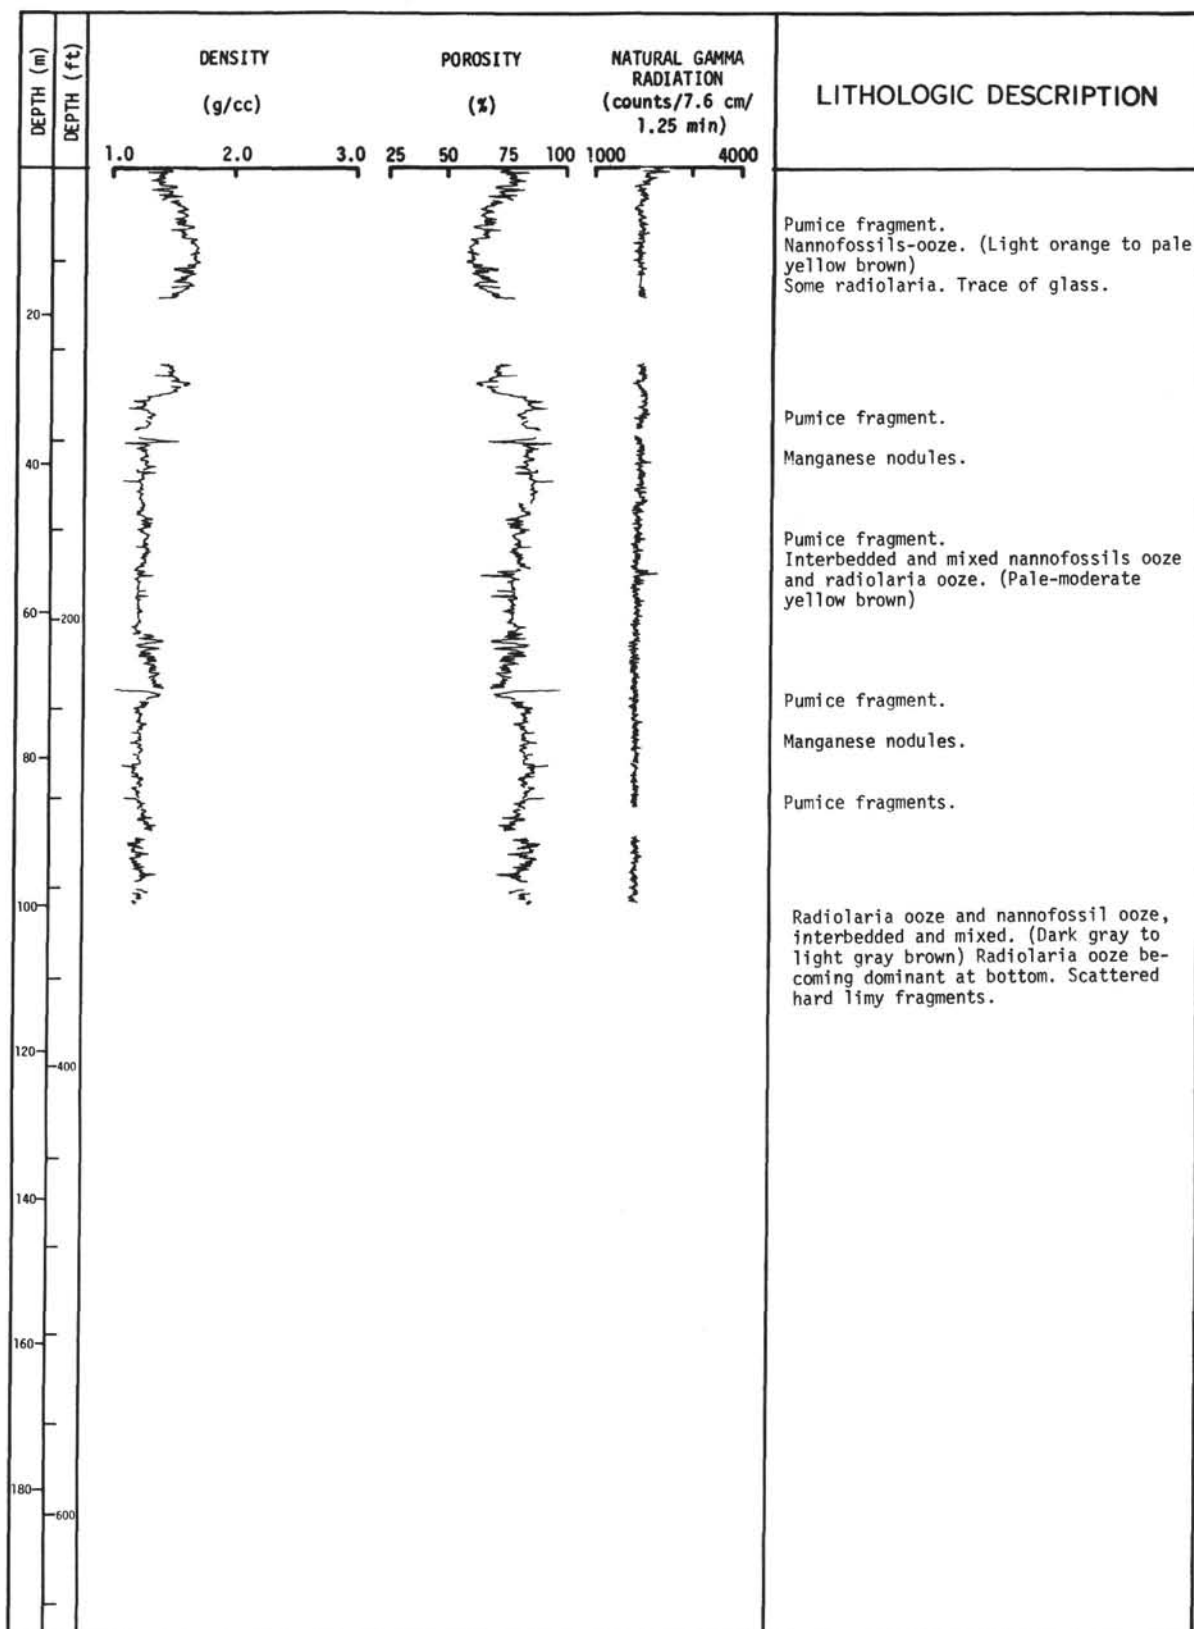 DEPTH (m)
DEPTH (ft)
DENSITY
(g/cc)
1.0 2.0 3.0
POROSITY
(%)
25 50 75 100
NATURAL GAMMA
RADIATION
(counts/7.6 cm/
1.25 min)
1000 4000
LITHOLOGIC DESCRIPTION
Pumice fragment.
Nannofossils-ooze. (Light orange to pale
yellow brown)
Some radiolaria. Trace of glass.
20
Pumice fragment.
40
Manganese nodules.
Pumice fragment.
Interbedded and mixed nannofossils ooze
and radiolaria ooze. (Pale-moderate
yellow brown)
60
200
Pumice fragment.
Manganese nodules.
80
Pumice fragments.
100
Radiolaria ooze and nannofossil ooze,
interbedded and mixed. (Dark gray to
light gray brown) Radiolaria ooze be-
coming dominant at bottom. Scattered
hard limy fragments.
120
400
140
160
180
600